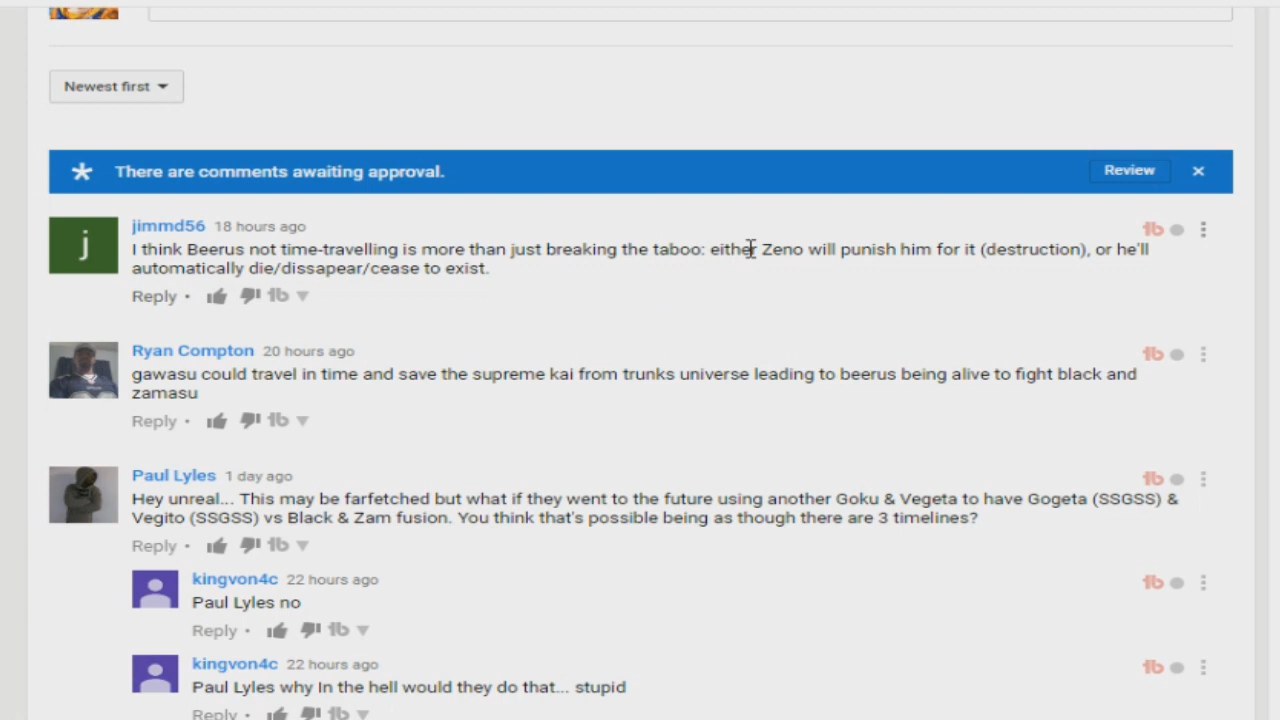 Newest first
There are comments awaiting approval.
Review
jimmd56 18 hours ago
I think Beerus not time-travelling is more than just breaking the taboo: either Zeno will punish him for it (destruction), or he'll
automatically die/dissapear/cease to exist.
Reply
Ryan Compton 20 hours ago
gawasu could travel in time and save the supreme kai from trunks universe leading to beerus being alive to fight black and
zamasu
Reply
Paul Lyles 1 day ago
Hey unreal... This may be farfetched but what if they went to the future using another Goku & Vegeta to have Gogeta (SSGSS) &
Vegito (SSGSS) vs Black & Zam fusion. You think that's possible being as though there are 3 timelines?
Reply
kingvon4c 22 hours ago
Paul Lyles no
Reply
kingvon4c 22 hours ago
Paul Lyles why In the hell would they do that... stupid
Reply